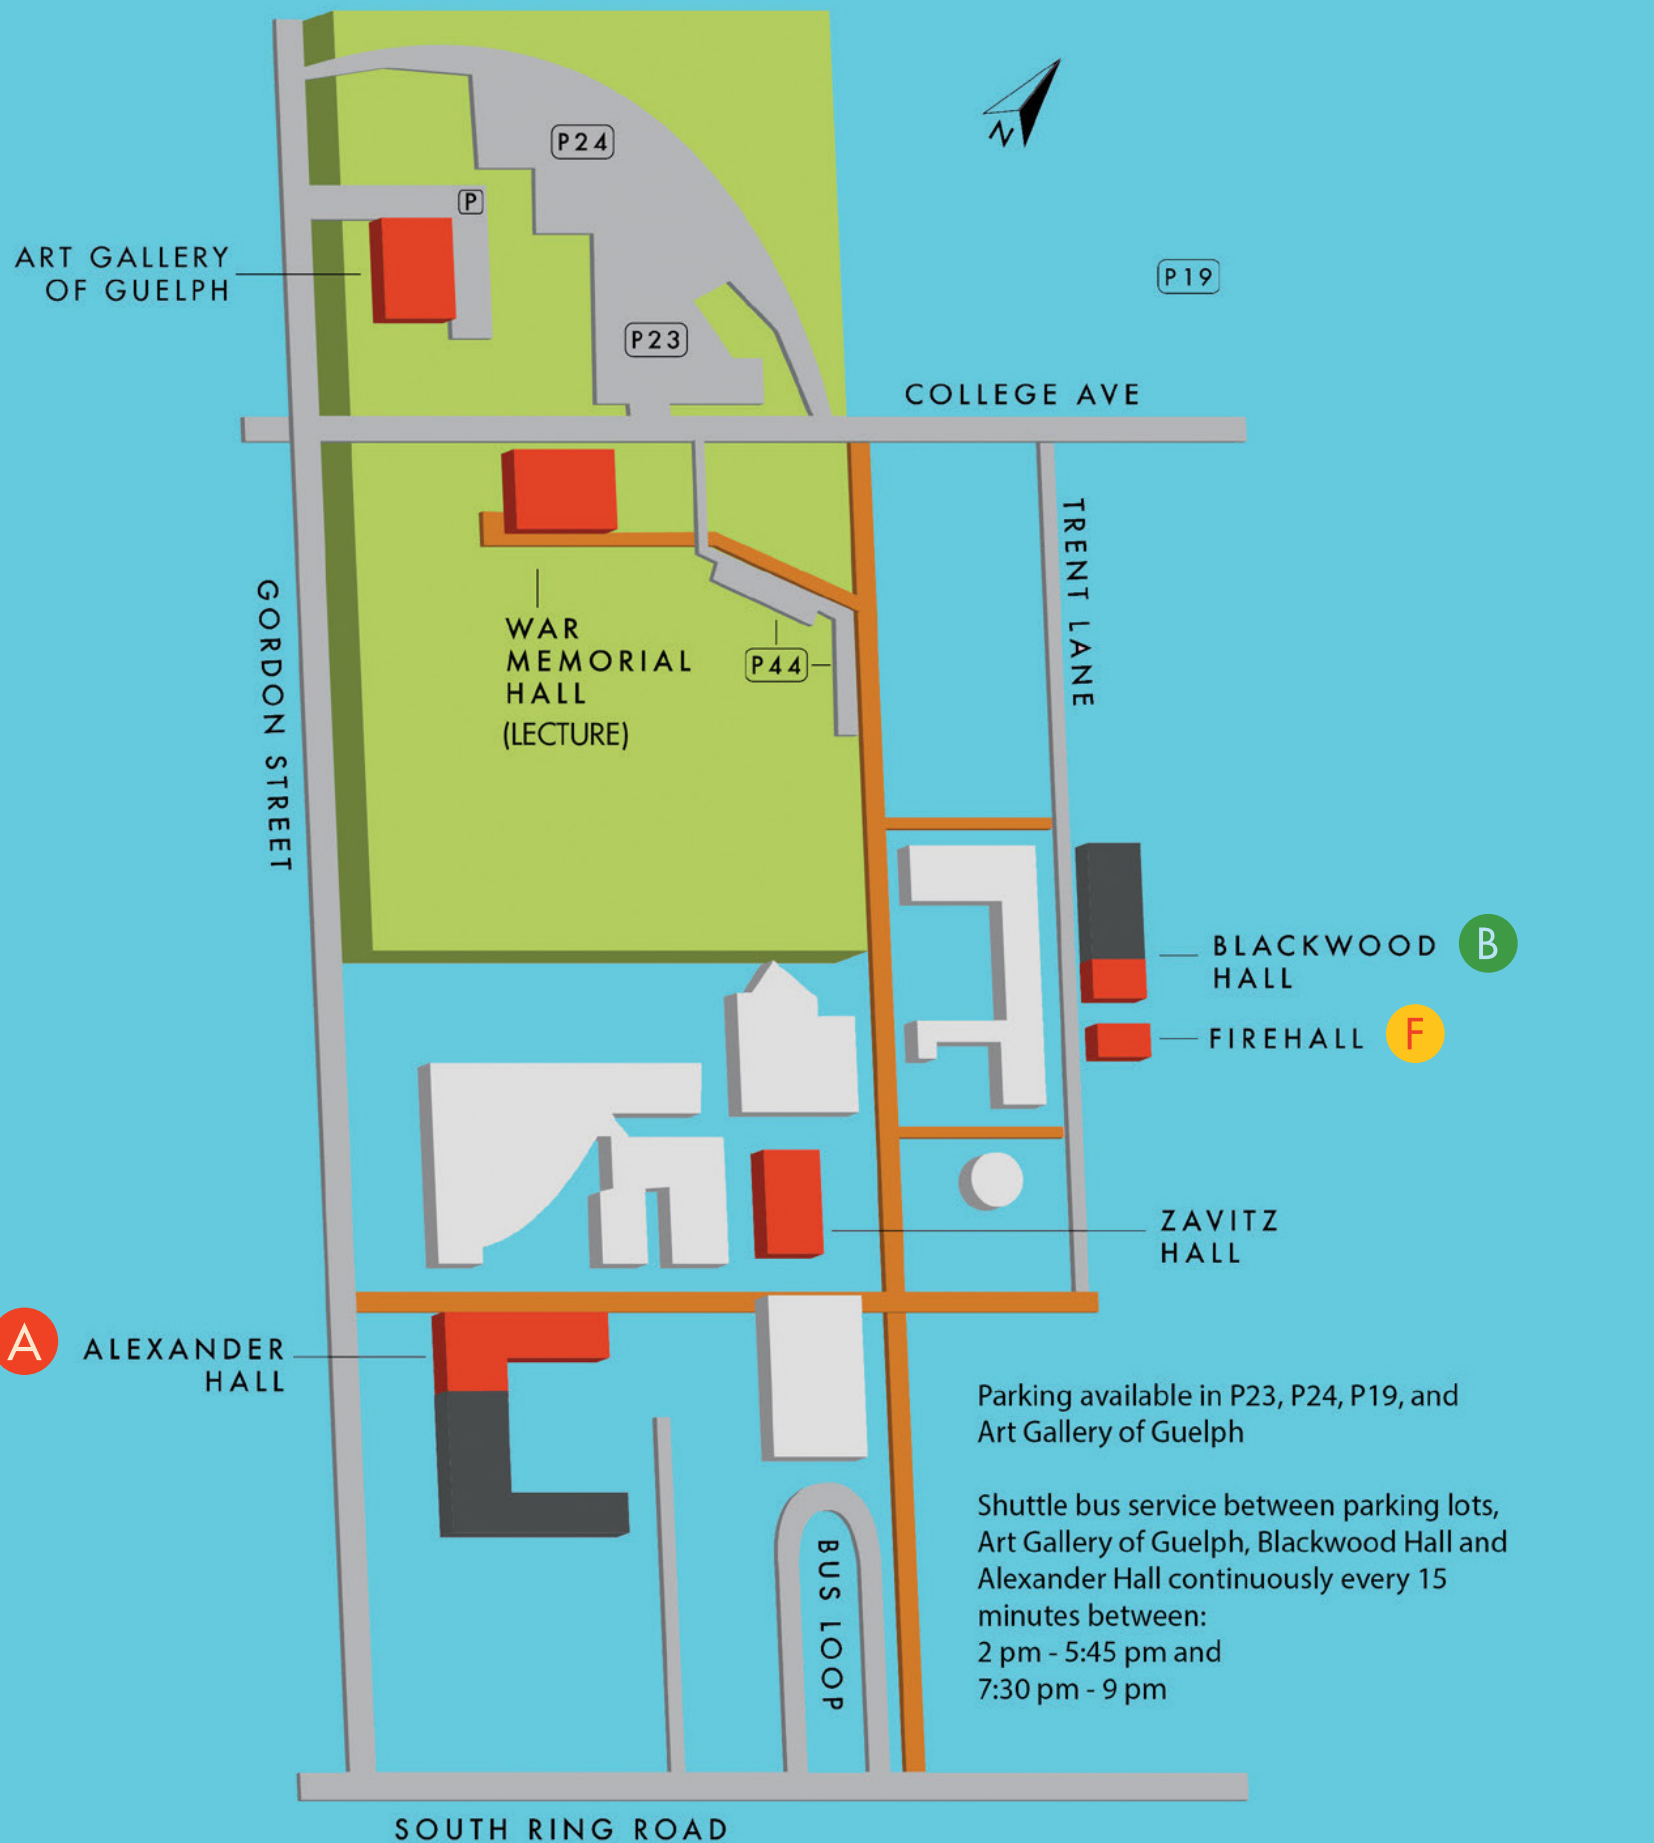 P24
N
P
ART GALLERY
OF GUELPH
P19
P23
COLLEGE AVE
TRENT LANE
GORDON STREET
WAR
MEMORIAL
HALL
(LECTURE)
P44
BLACKWOOD
HALL
B
FIREHALL
F
ZAVITZ
HALL
A
ALEXANDER
HALL
Parking available in P23, P24, P19, and
Art Gallery of Guelph
Shuttle bus service between parking lots,
Art Gallery of Guelph, Blackwood Hall and
Alexander Hall continuously every 15
minutes between:
2 pm - 5:45 pm and
7:30 pm - 9 pm
BUS LOOP
SOUTH RING ROAD